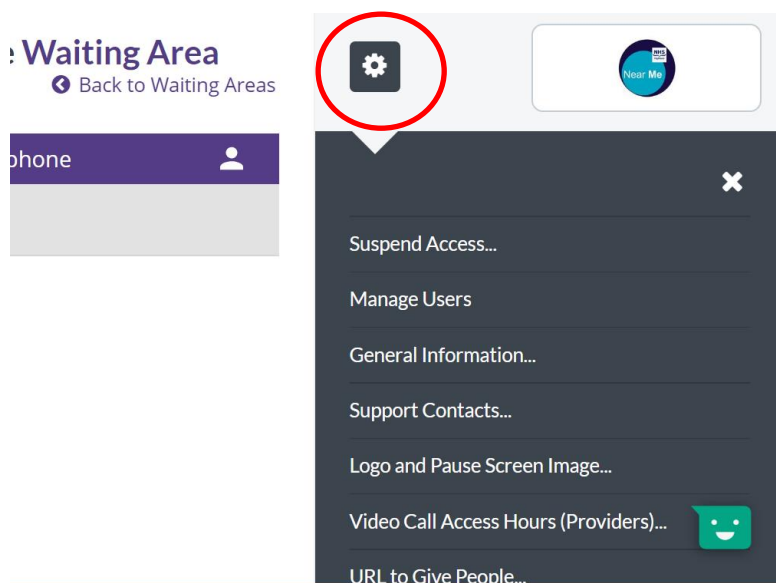 Waiting Area
Back to Waiting Areas
phone
NHS
Near Me
Suspend Access...
Manage Users
General Information...
Support Contacts...
Logo and Pause Screen Image...
Video Call Access Hours (Providers)...
URL to Give People...